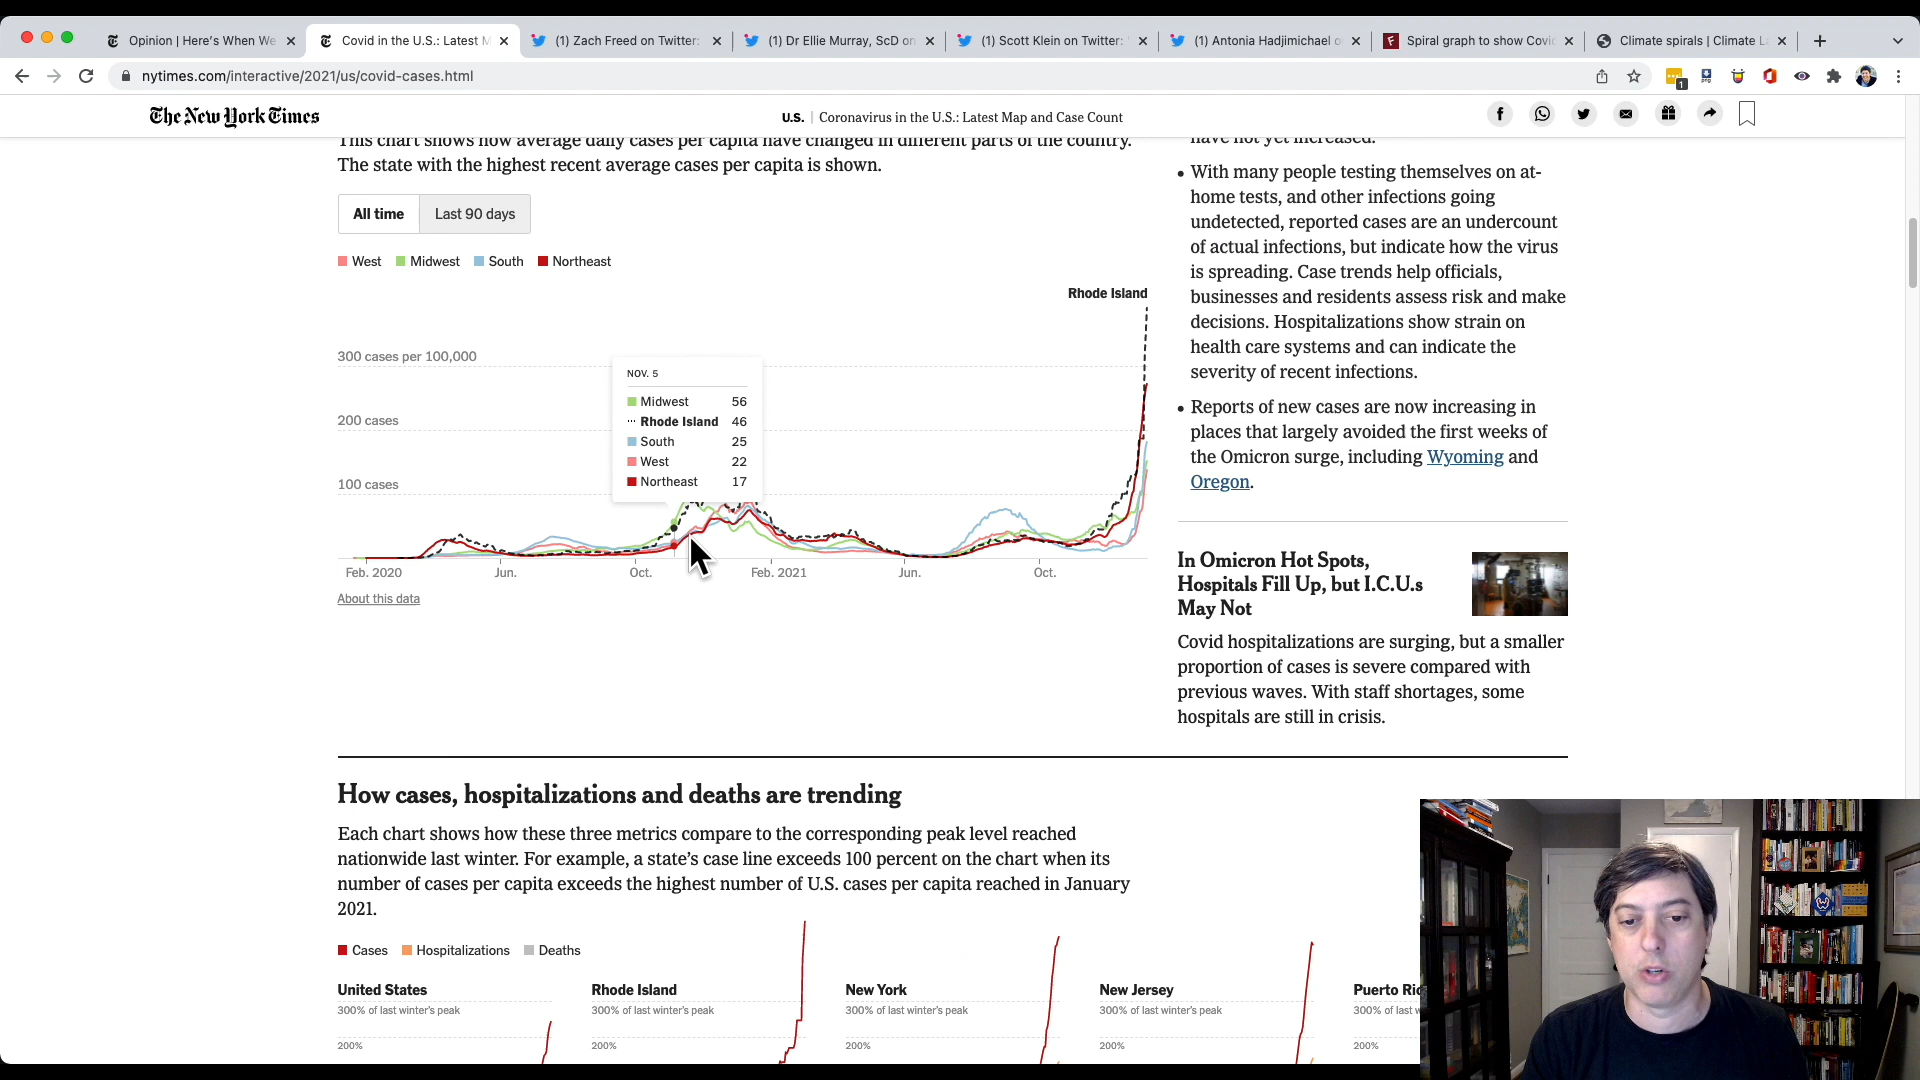 Opinion | Here's When We
Covid in the U.S.: Latest M
(1) Zach Freed on Twitter:
(1) Dr Ellie Murray, ScD on
(1) Scott Klein on Twitter:
(1) Antonia Hadjimichael o
Spiral graph to show Covid
Climate spirals | Climate La
nytimes.com/interactive/2021/us/covid-cases.html
1
The New York Times
U.S. | Coronavirus in the U.S.: Latest Map and Case Count
This chart shows how average daily cases per capita have changed in different parts of the country.
The state with the highest recent average cases per capita is shown.
All time
Last 90 days
West
Midwest
South
Northeast
Rhode Island
300 cases per 100,000
200 cases
100 cases
NOV. 5
Midwest 56
Rhode Island 46
South 25
West 22
Northeast 17
Feb. 2020
Jun.
Oct.
Feb. 2021
Jun.
Oct.
About this data
have not yet increased.
• With many people testing themselves on at-
home tests, and other infections going
undetected, reported cases are an undercount
of actual infections, but indicate how the virus
is spreading. Case trends help officials,
businesses and residents assess risk and make
decisions. Hospitalizations show strain on
health care systems and can indicate the
severity of recent infections.
• Reports of new cases are now increasing in
places that largely avoided the first weeks of
the Omicron surge, including Wyoming and
Oregon.
In Omicron Hot Spots,
Hospitals Fill Up, but I.C.U.s
May Not
Covid hospitalizations are surging, but a smaller
proportion of cases is severe compared with
previous waves. With staff shortages, some
hospitals are still in crisis.
How cases, hospitalizations and deaths are trending
Each chart shows how these three metrics compare to the corresponding peak level reached
nationwide last winter. For example, a state's case line exceeds 100 percent on the chart when its
number of cases per capita exceeds the highest number of U.S. cases per capita reached in January
2021.
Cases
Hospitalizations
Deaths
United States
300% of last winter's peak
200%
Rhode Island
300% of last winter's peak
200%
New York
300% of last winter's peak
200%
New Jersey
300% of last winter's peak
200%
Puerto Ric
300% of last w
200%